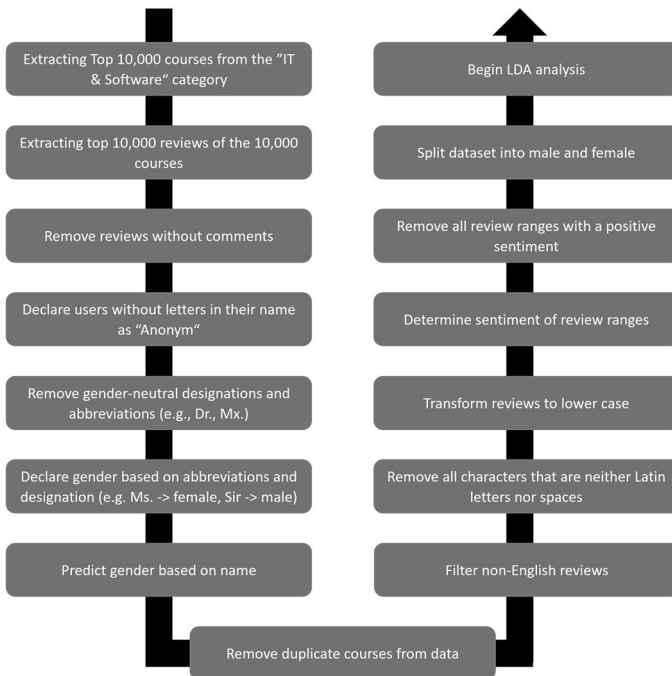 Extracting Top 10,000 courses from the ”IT
& Software“ category
Extracting top 10,000 reviews of the 10,000
courses
Remove reviews without comments
Declare users without letters in their name
as “Anonym“
Remove gender-neutral designations and
abbreviations (e.g., Dr., Mx.)
Declare gender based on abbreviations and
designation (e.g. Ms. -> female, Sir -> male)
Predict gender based on name
Remove duplicate courses from data
Filter non-English reviews
Remove all characters that are neither Latin
letters nor spaces
Transform reviews to lower case
Determine sentiment of review ranges
Remove all review ranges with a positive
sentiment
Split dataset into male and female
Begin LDA analysis